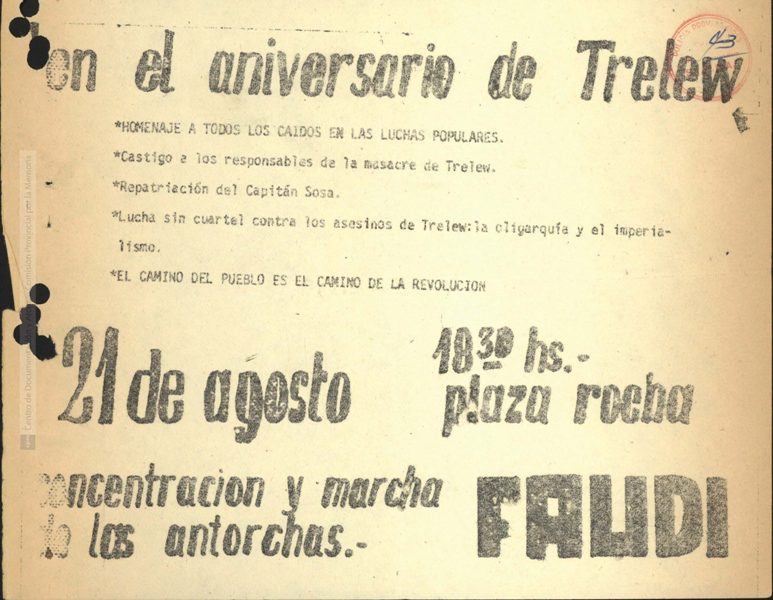 en el aniversario de Trelew
*HOMENAJE A TODOS LOS CAIDOS EN LAS LUCHAS POPULARES.
*Castigo a los responsables de la masacre de Trelew.
*Repatriación del Capitán Sosa.
*Lucha sin cuartel contra los asesinos de Trelew:la oligarquía y el imperia-
lismo.
*EL CAMINO DEL PUEBLO ES EL CAMINO DE LA REVOLUCION
21 de agosto
18 30 hs.-
plaza rocha
concentracion y marcha
de las antorchas.-
FAUDI